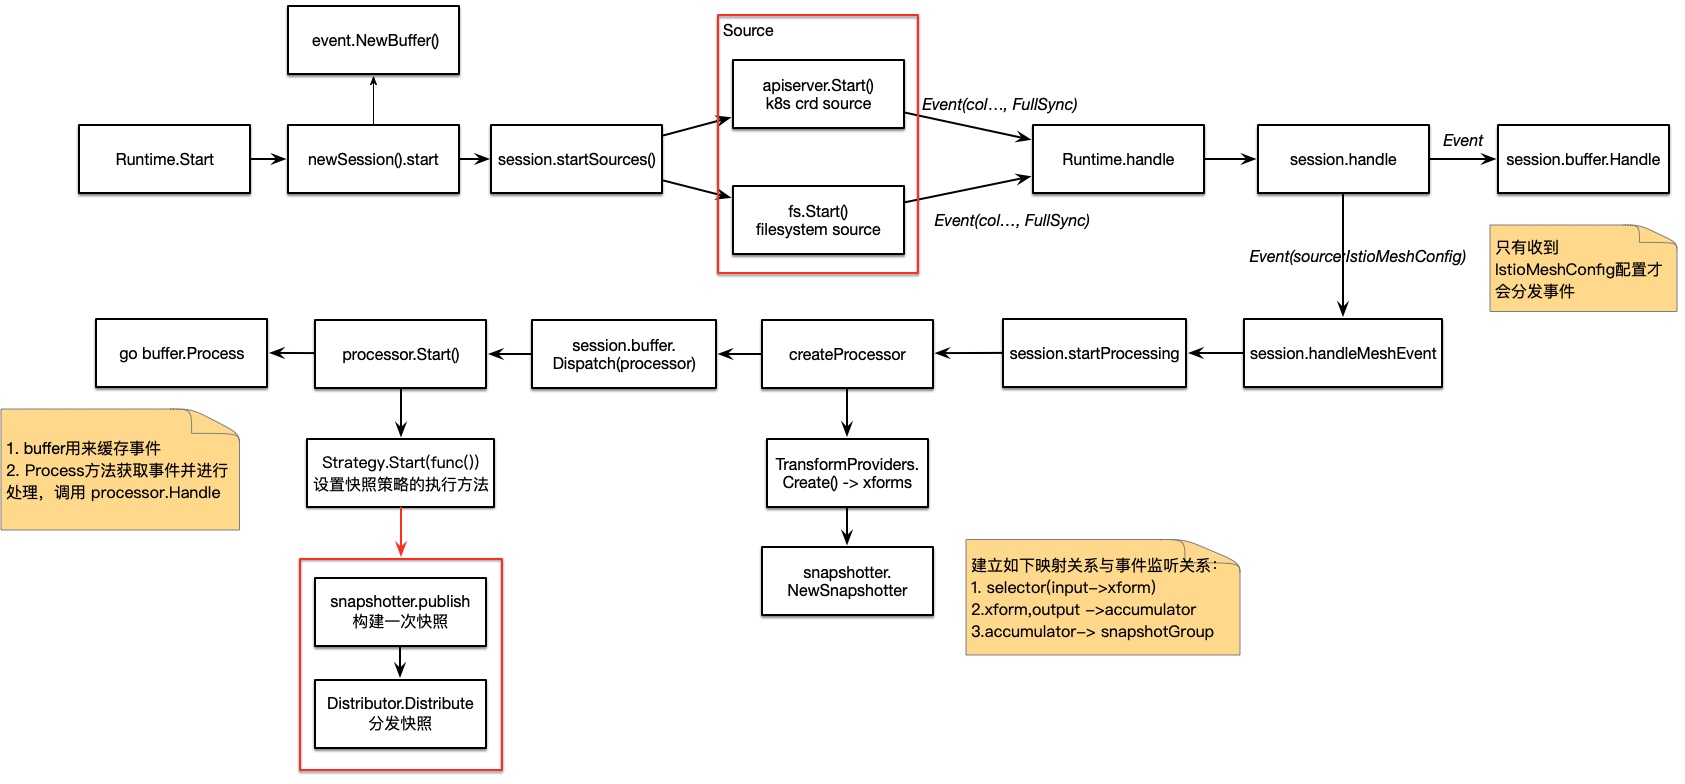 event.NewBuffer()
Source
apiserver.Start()
k8s crd source
Event(col..., FullSync)
Runtime.Start
newSession().start
session.startSources()
Runtime.handle
session.handle
Event
session.buffer.Handle
fs.Start()
filesystem source
Event(col..., FullSync)
Event(source:IstioMeshConfig)
只有收到
IstioMeshConfig配置才
会分发事件
go buffer.Process
processor.Start()
session.buffer.
Dispatch(processor)
createProcessor
session.startProcessing
session.handleMeshEvent
1. buffer用来缓存事件
2. Process方法获取事件并进行
处理，调用 processor.Handle
Strategy.Start(func())
设置快照策略的执行方法
TransformProviders.
Create() -> xforms
snapshotter.
NewSnapshotter
建立如下映射关系与事件监听关系：
1. selector(input->xform)
2.xform,output ->accumulator
3.accumulator-> snapshotGroup
snapshotter.publish
构建一次快照
Distributor.Distribute
分发快照